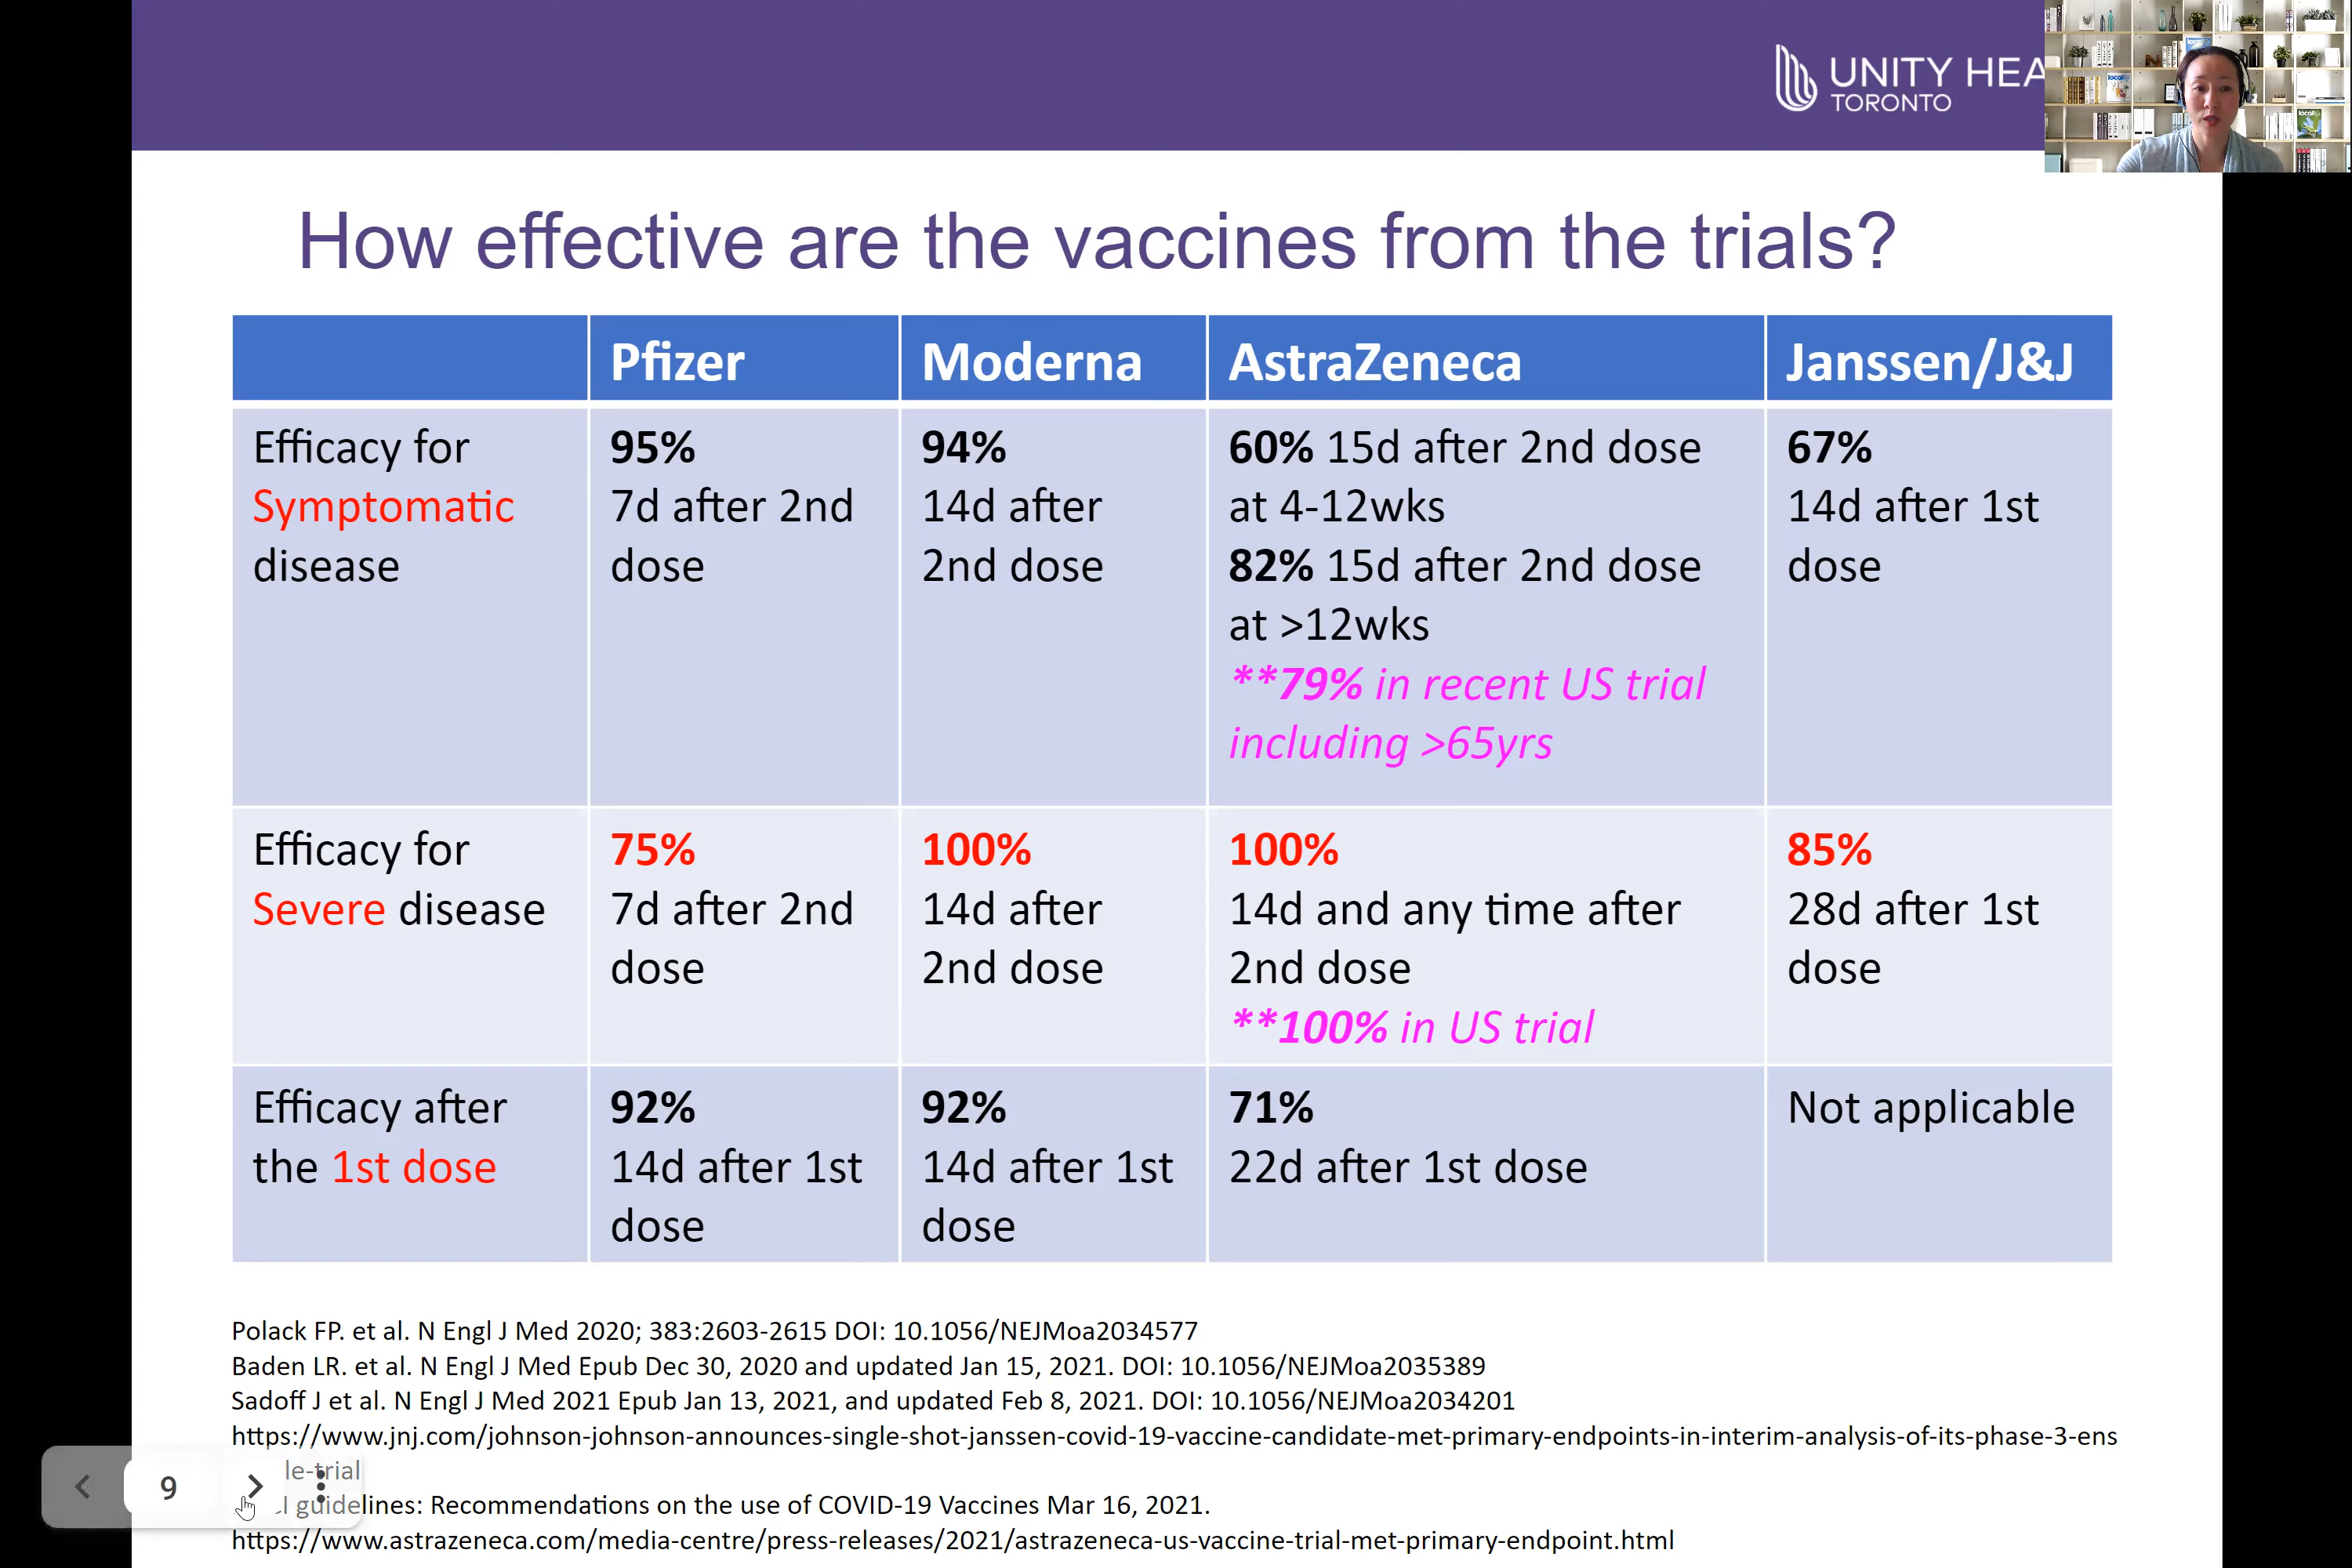 UNITY HEA
TORONTO
How effective are the vaccines from the trials?
Pfizer
Moderna
AstraZeneca
Janssen/J&J
Efficacy for
Symptomatic
disease
95%
7d after 2nd
dose
94%
14d after
2nd dose
60% 15d after 2nd dose
at 4-12wks
82% 15d after 2nd dose
at >12wks
**79% in recent US trial
including >65yrs
67%
14d after 1st
dose
Efficacy for
Severe disease
75%
7d after 2nd
dose
100%
14d after
2nd dose
100%
14d and any time after
2nd dose
**100% in US trial
85%
28d after 1st
dose
Efficacy after
the 1st dose
92%
14d after 1st
dose
92%
14d after 1st
dose
71%
22d after 1st dose
Not applicable
Polack FP. et al. N Engl J Med 2020; 383:2603-2615 DOI: 10.1056/NEJMoa2034577
Baden LR. et al. N Engl J Med Epub Dec 30, 2020 and updated Jan 15, 2021. DOI: 10.1056/NEJMoa2035389
Sadoff J et al. N Engl J Med 2021 Epub Jan 13, 2021, and updated Feb 8, 2021. DOI: 10.1056/NEJMoa2034201
https://www.jnj.com/johnson-johnson-announces-single-shot-janssen-covid-19-vaccine-candidate-met-primary-endpoints-in-interim-analysis-of-its-phase-3-ens
le-trial
guidelines: Recommendations on the use of COVID-19 Vaccines Mar 16, 2021.
https://www.astrazeneca.com/media-centre/press-releases/2021/astrazeneca-us-vaccine-trial-met-primary-endpoint.html
9